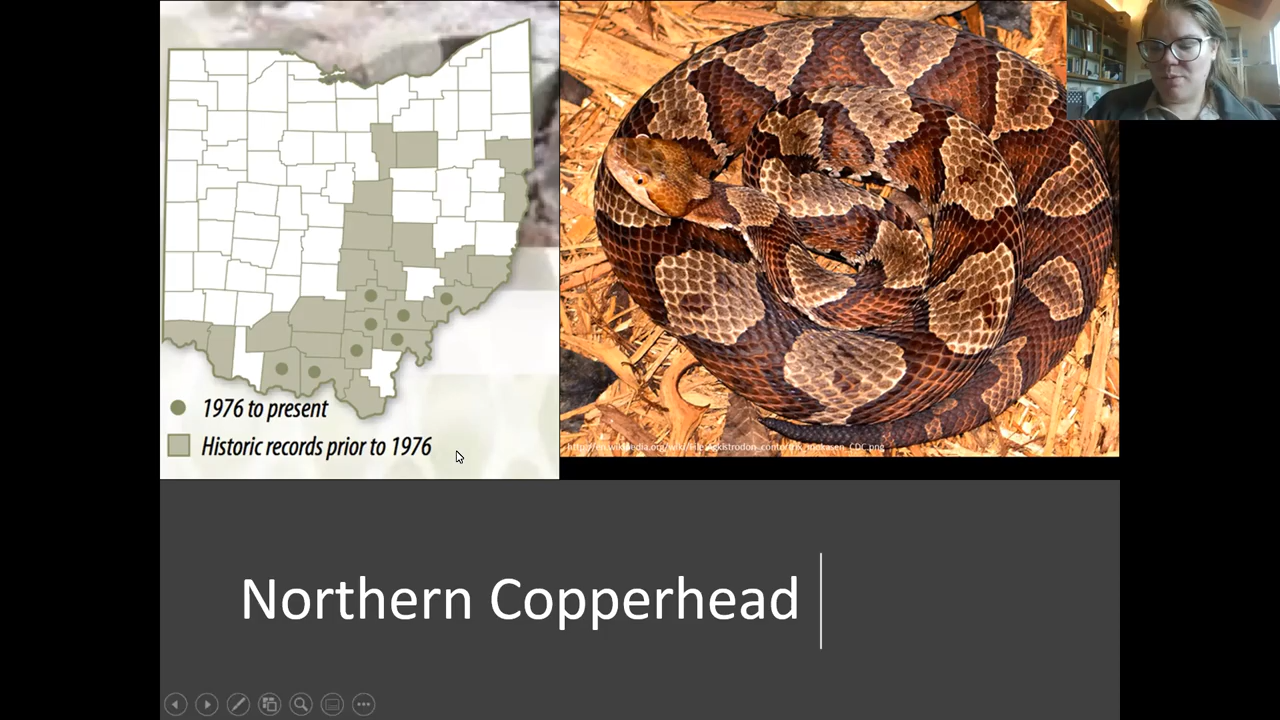 1976 to present
Historic records prior to 1976
Northern Copperhead